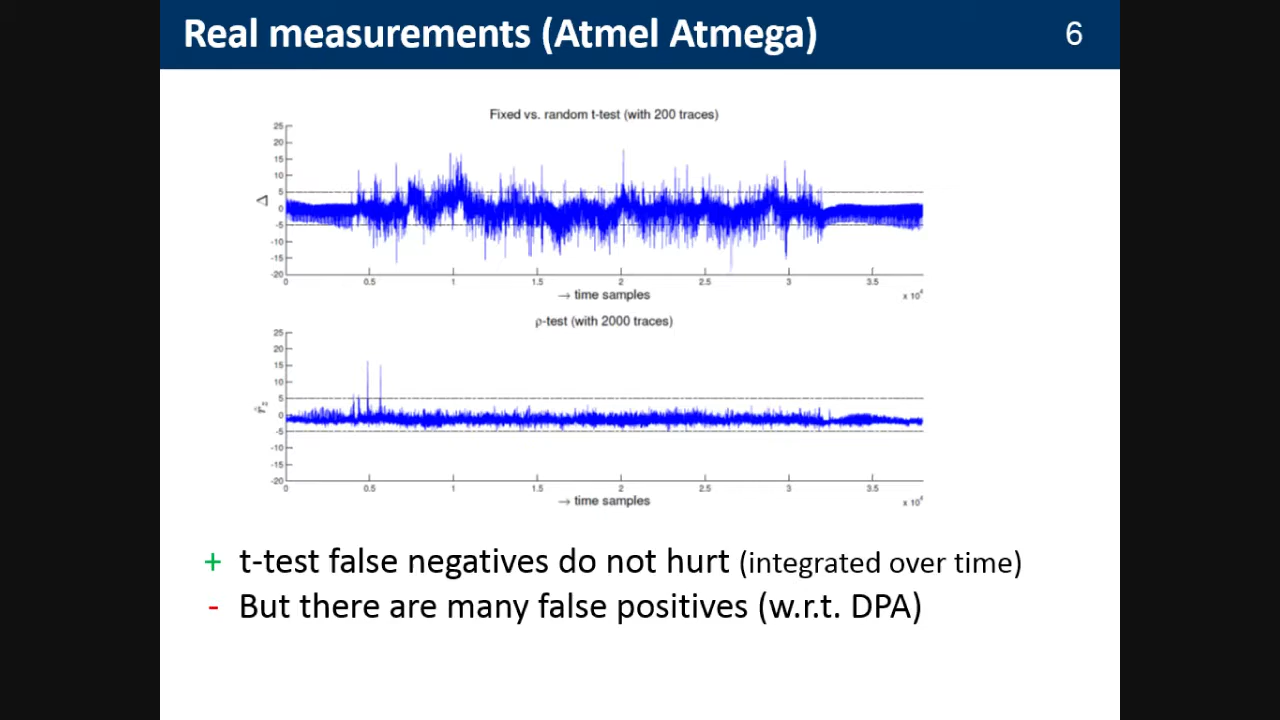 Real measurements (Atmel Atmega)
6
Fixed vs. random t-test (with 200 traces)
25
20
15
10
5
0
-5
-10
-15
-20
Δ
0 0.5 1 1.5 2 2.5 3 3.5
x 10⁴
→ time samples
ρ-test (with 2000 traces)
25
20
15
10
5
0
-5
-10
-15
-20
r̂z
0 0.5 1 1.5 2 2.5 3 3.5
x 10⁴
→ time samples
+ t-test false negatives do not hurt (integrated over time)
- But there are many false positives (w.r.t. DPA)